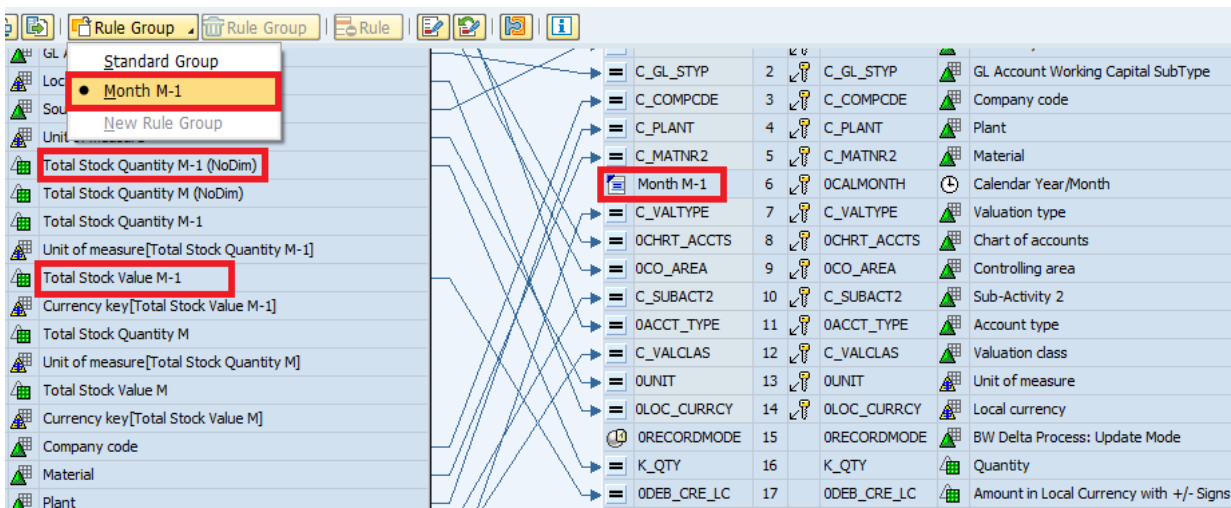 Rule Group Rule Group Rule
Standard Group
Month M-1
New Rule Group
GL
Loc
Sou
Unit
Total Stock Quantity M-1 (NoDim)
Total Stock Quantity M (NoDim)
Total Stock Quantity M-1
Unit of measure[Total Stock Quantity M-1]
Total Stock Value M-1
Currency key[Total Stock Value M-1]
Total Stock Quantity M
Unit of measure[Total Stock Quantity M]
Total Stock Value M
Currency key[Total Stock Value M]
Company code
Material
Plant
C_GL_STYP 2 C_GL_STYP GL Account Working Capital SubType
C_COMPCDE 3 C_COMPCDE Company code
C_PLANT 4 C_PLANT Plant
C_MATNR2 5 C_MATNR2 Material
Month M-1 6 0CALMONTH Calendar Year/Month
C_VALTYPE 7 C_VALTYPE Valuation type
0CHRT_ACCTS 8 0CHRT_ACCTS Chart of accounts
0CO_AREA 9 0CO_AREA Controlling area
C_SUBACT2 10 C_SUBACT2 Sub-Activity 2
0ACCT_TYPE 11 0ACCT_TYPE Account type
C_VALCLAS 12 C_VALCLAS Valuation class
0UNIT 13 0UNIT Unit of measure
0LOC_CURRCY 14 0LOC_CURRCY Local currency
0RECORDMODE 15 0RECORDMODE BW Delta Process: Update Mode
K_QTY 16 K_QTY Quantity
0DEB_CRE_LC 17 0DEB_CRE_LC Amount in Local Currency with +/- Signs